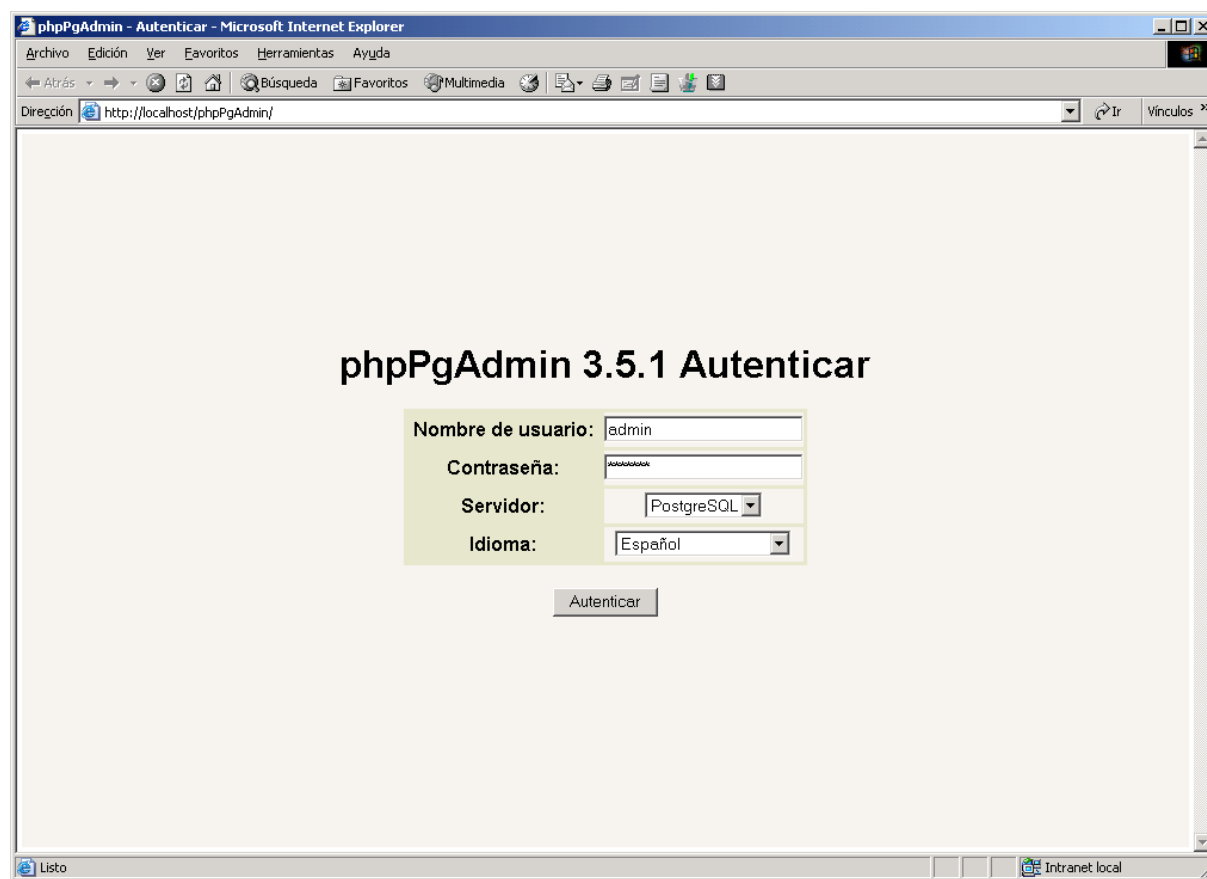 phpPgAdmin - Autenticar - Microsoft Internet Explorer
Archivo Edición Ver Favoritos Herramientas Ayuda
Atrás Búsqueda Favoritos Multimedia
Dirección http://localhost/phpPgAdmin/ Ir Vínculos »
phpPgAdmin 3.5.1 Autenticar
Nombre de usuario: admin
Contraseña: ********
Servidor: PostgreSQL
Idioma: Español
Autenticar
Listo Intranet local